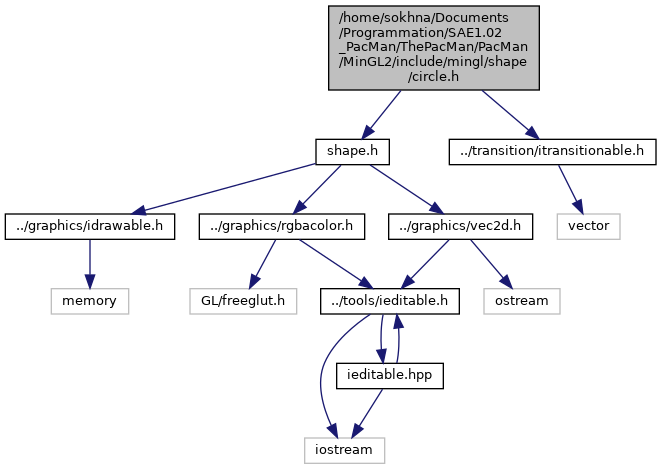 /home/sokhna/Documents
/Programmation/SAE1.02
_PacMan/ThePacMan/PacMan
/MinGL2/include/mingl/shape
/circle.h
shape.h
../transition/itransitionable.h
../graphics/idrawable.h
../graphics/rgbacolor.h
../graphics/vec2d.h
vector
memory
GL/freeglut.h
../tools/ieditable.h
ostream
ieditable.hpp
iostream